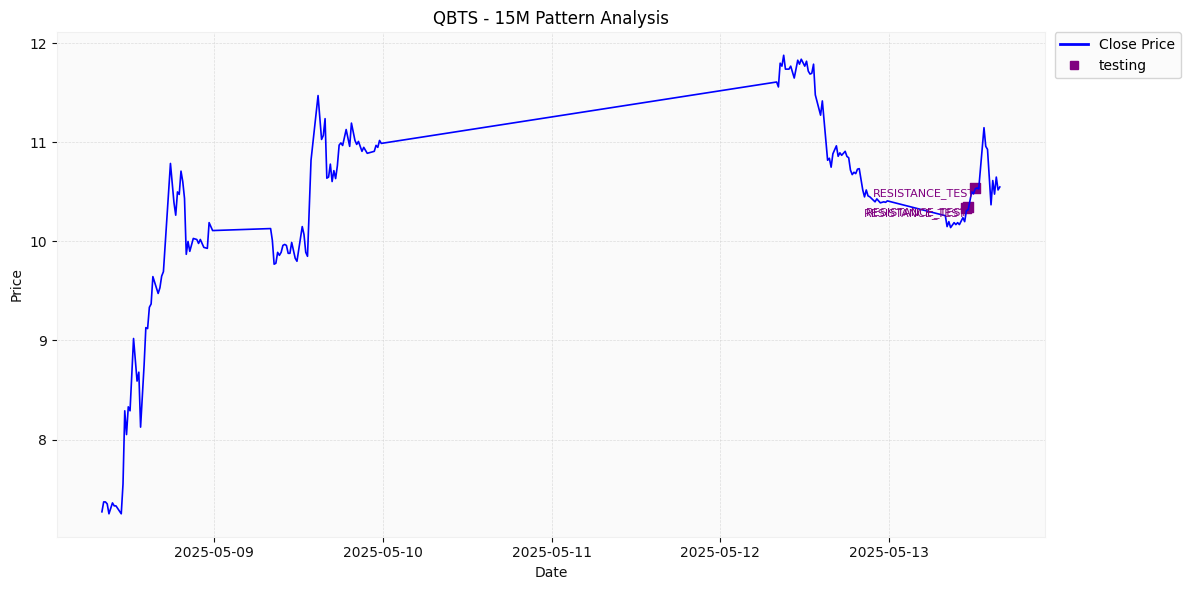 QBTS - 15M Pattern Analysis
Close Price
testing
12
11
10
9
8
Price
RESISTANCE_TEST
RESISTANCE_TEST
RESISTANCE_TEST
2025-05-09
2025-05-10
2025-05-11
2025-05-12
2025-05-13
Date